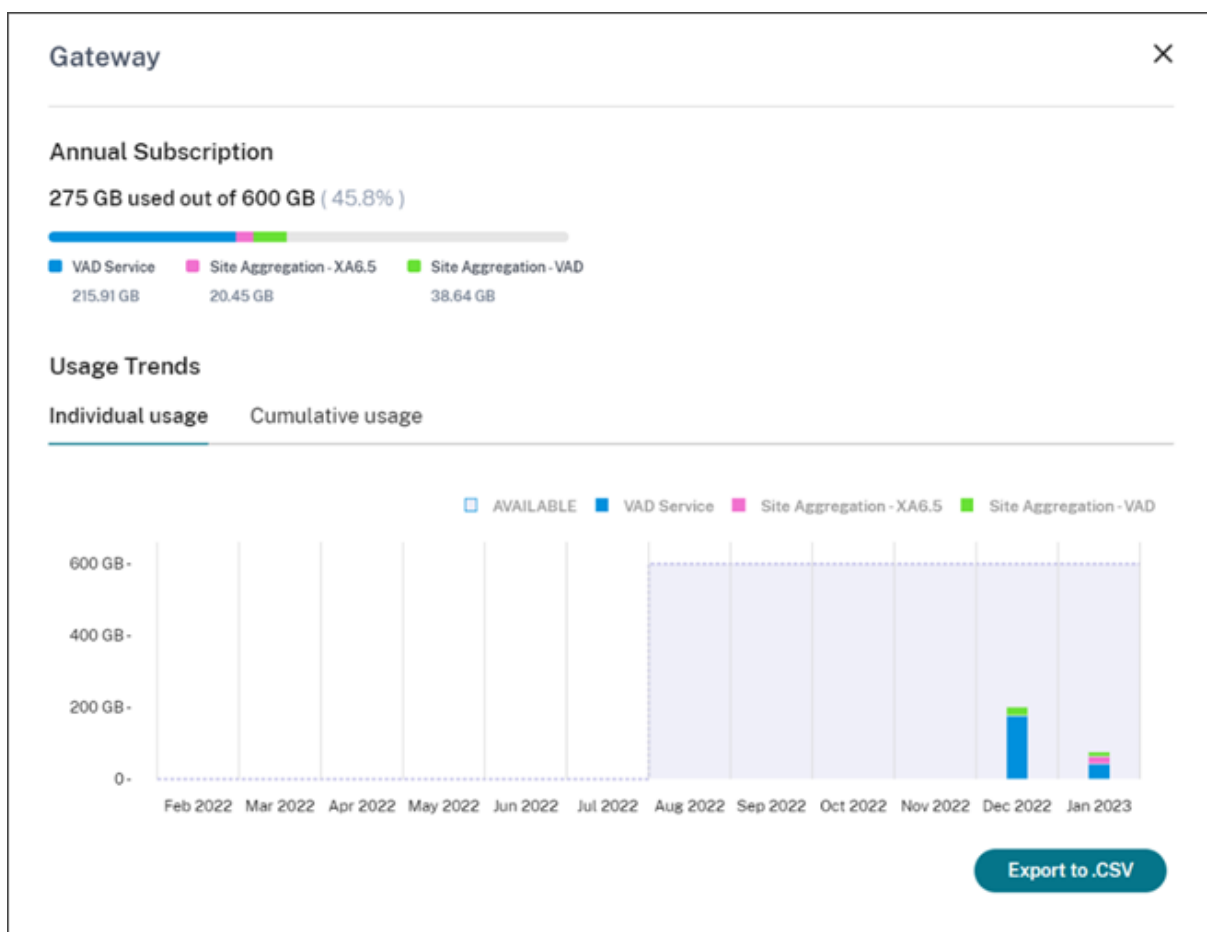 Gateway
Annual Subscription
275 GB used out of 600 GB ( 45.8% )
VAD Service Site Aggregation - XA6.5 Site Aggregation - VAD
215.91 GB 20.45 GB 38.64 GB
Usage Trends
Individual usage Cumulative usage
AVAILABLE VAD Service Site Aggregation - XA6.5 Site Aggregation - VAD
600 GB-
400 GB-
200 GB-
0-
Feb 2022 Mar 2022 Apr 2022 May 2022 Jun 2022 Jul 2022 Aug 2022 Sep 2022 Oct 2022 Nov 2022 Dec 2022 Jan 2023
Export to .CSV